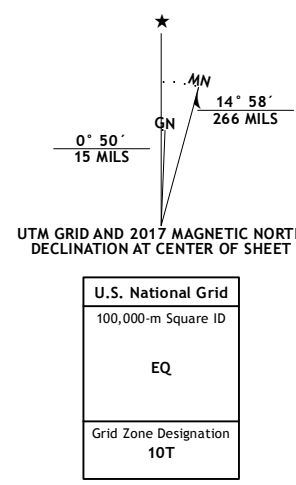 ★
MN
GN
14° 58´
266 MILS
0° 50´
15 MILS
UTM GRID AND 2017 MAGNETIC NORTH
DECLINATION AT CENTER OF SHEET
U.S. National Grid
100,000-m Square ID
EQ
Grid Zone Designation
10T